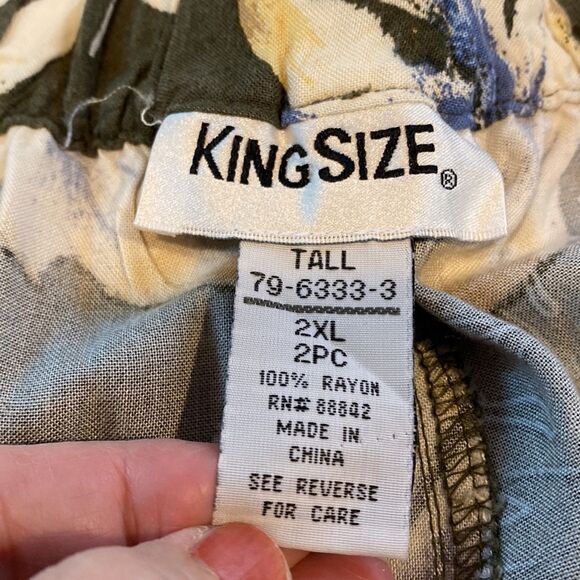 KINGSIZE®
TALL
79-6333-3
2XL
2PC
100% RAYON
RN# 88842
MADE IN
CHINA
SEE REVERSE
FOR CARE